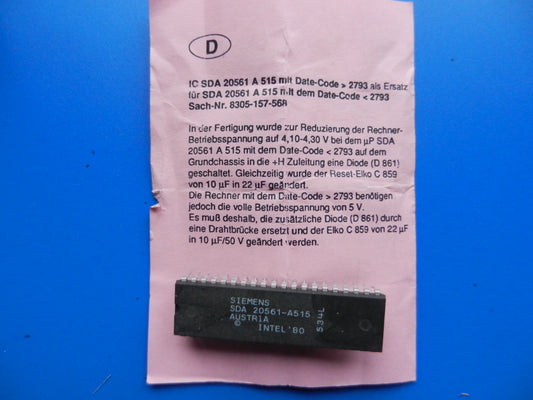 D
IC SDA 20561 A 515 mit Date-Code > 2793 als Ersatz
für SDA 20561 A 515 mit dem Date-Code < 2793
Sach-Nr. 8305-157-568
In der Fertigung wurde zur Reduzierung der Rechner-
Betriebsspannung auf 4,10-4,30 V bei dem µP SDA
20561 A 515 mit dem Date-Code < 2793 auf dem
Grundchassis in die +H Zuleitung eine Diode (D 861)
geschaltet. Gleichzeitig wurde der Reset-Elko C 859
von 10 µF in 22 µF geändert.
Die Rechner mit dem Date-Code > 2793 benötigen
jedoch die volle Betriebsspannung von 5 V.
Es muß deshalb, die zusätzliche Diode (D 861) durch
eine Drahtbrücke ersetzt und der Elko C 859 von 22 µF
in 10 µF/50 V geändert werden.
SIEMENS
SDA 20561-A515
AUSTRIA
© INTEL '80
534L